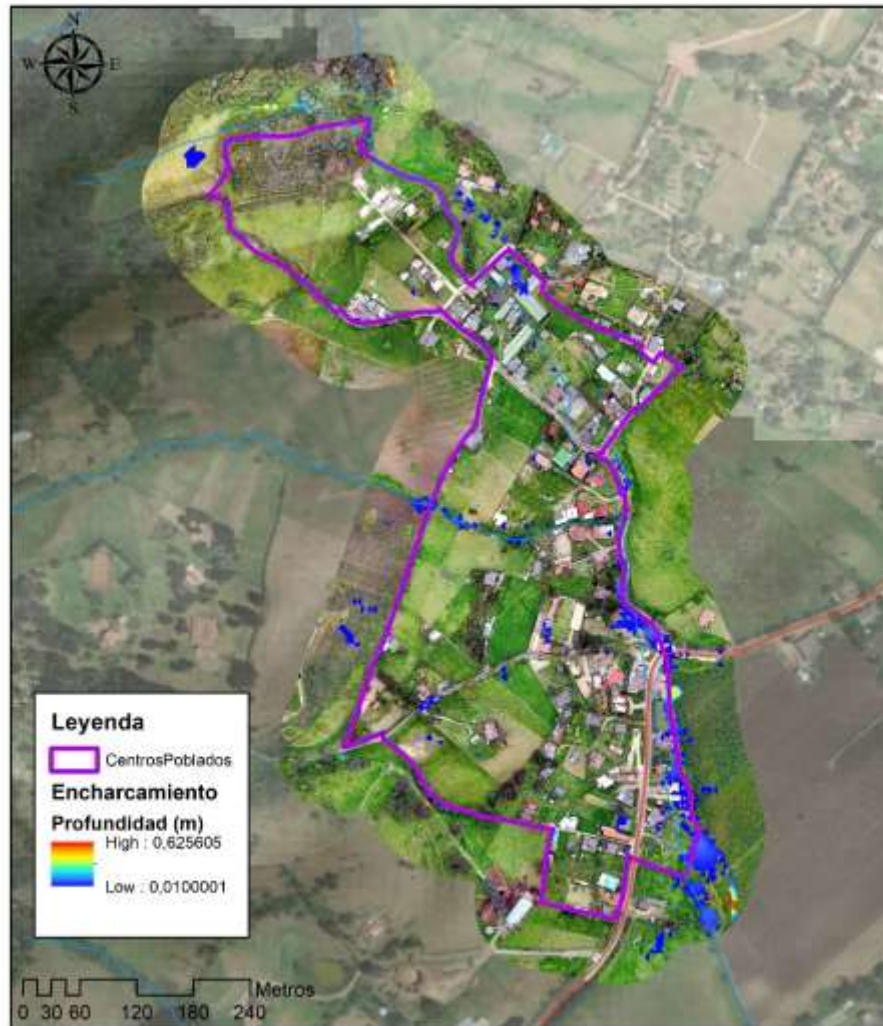 N
W E
S
Leyenda
CentrosPoblados
Encharcamiento
Profundidad (m)
High : 0,625605
Low : 0,0100001
Metros
0 30 60 120 180 240